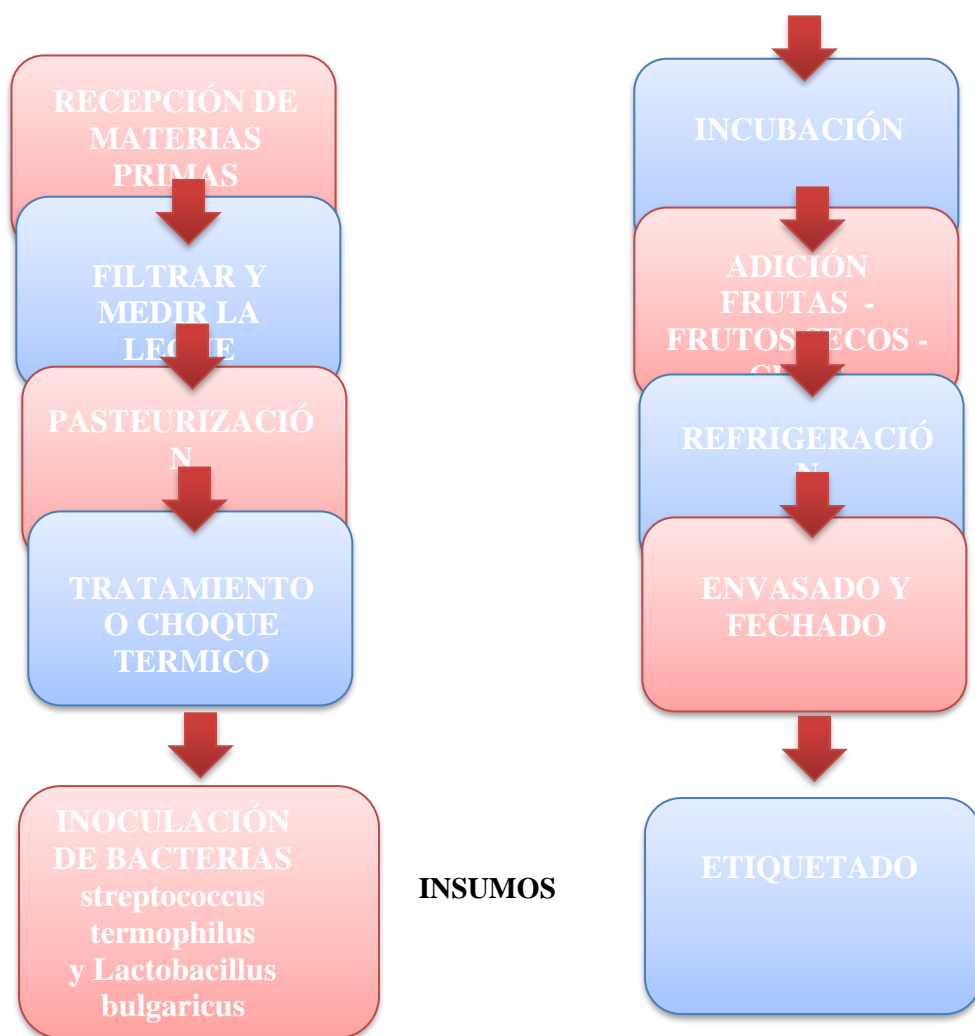 RECEPCIÓN DE
MATERIAS
PRIMAS
FILTRAR Y
MEDIR LA
LECHE
PASTEURIZACIÓ
N
TRATAMIENTO
O CHOQUE
TERMICO
INOCULACIÓN
DE BACTERIAS
streptococcus
termophilus
y Lactobacillus
bulgaricus
INSUMOS
INCUBACIÓN
ADICIÓN
FRUTAS -
FRUTOS SECOS -
REFRIGERACIÓ
N
ENVASADO Y
FECHADO
ETIQUETADO